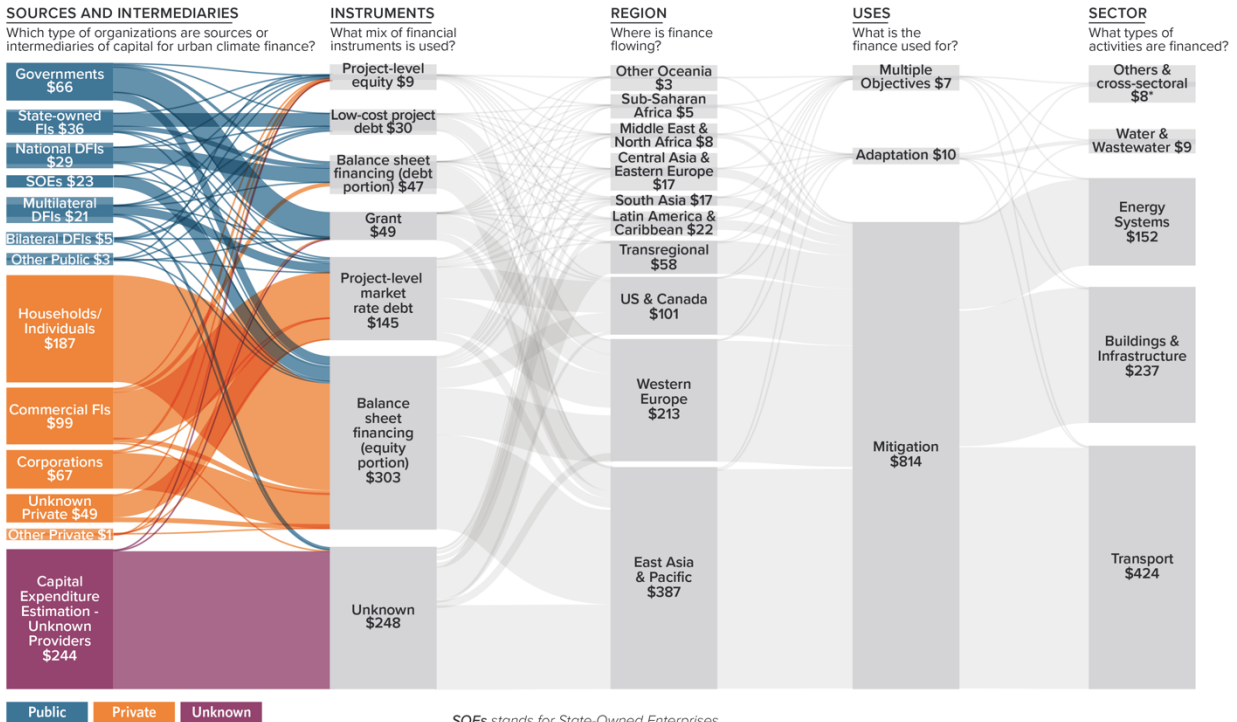 SOURCES AND INTERMEDIARIES
Which type of organizations are sources or
intermediaries of capital for urban climate finance?
Governments
$66
State-owned
FIs $36
National DFIs
$29
SOEs $23
Multilateral
DFIs $21
Bilateral DFIs $5
Other Public $3
Households/
Individuals
$187
Commercial FIs
$99
Corporations
$67
Unknown
Private $49
Other Private $1
Capital
Expenditure
Estimation -
Unknown
Providers
$244
INSTRUMENTS
What mix of financial
instruments is used?
Project-level
equity $9
Low-cost project
debt $30
Balance sheet
financing (debt
portion) $47
Grant
$49
Project-level
market
rate debt
$145
Balance
sheet
financing
(equity
portion)
$303
Unknown
$248
REGION
Where is finance
flowing?
Other Oceania
$3
Sub-Saharan
Africa $5
Middle East &
North Africa $8
Central Asia &
Eastern Europe
$17
South Asia $17
Latin America &
Caribbean $22
Transregional
$58
US & Canada
$101
Western
Europe
$213
East Asia
& Pacific
$387
USES
What is the
finance used for?
Multiple
Objectives $7
Adaptation $10
Mitigation
$814
SECTOR
What types of
activities are financed?
Others &
cross-sectoral
$8*
Water &
Wastewater $9
Energy
Systems
$152
Buildings &
Infrastructure
$237
Transport
$424
Public
Private
Unknown
SOEs stands for State-Owned Enterprises